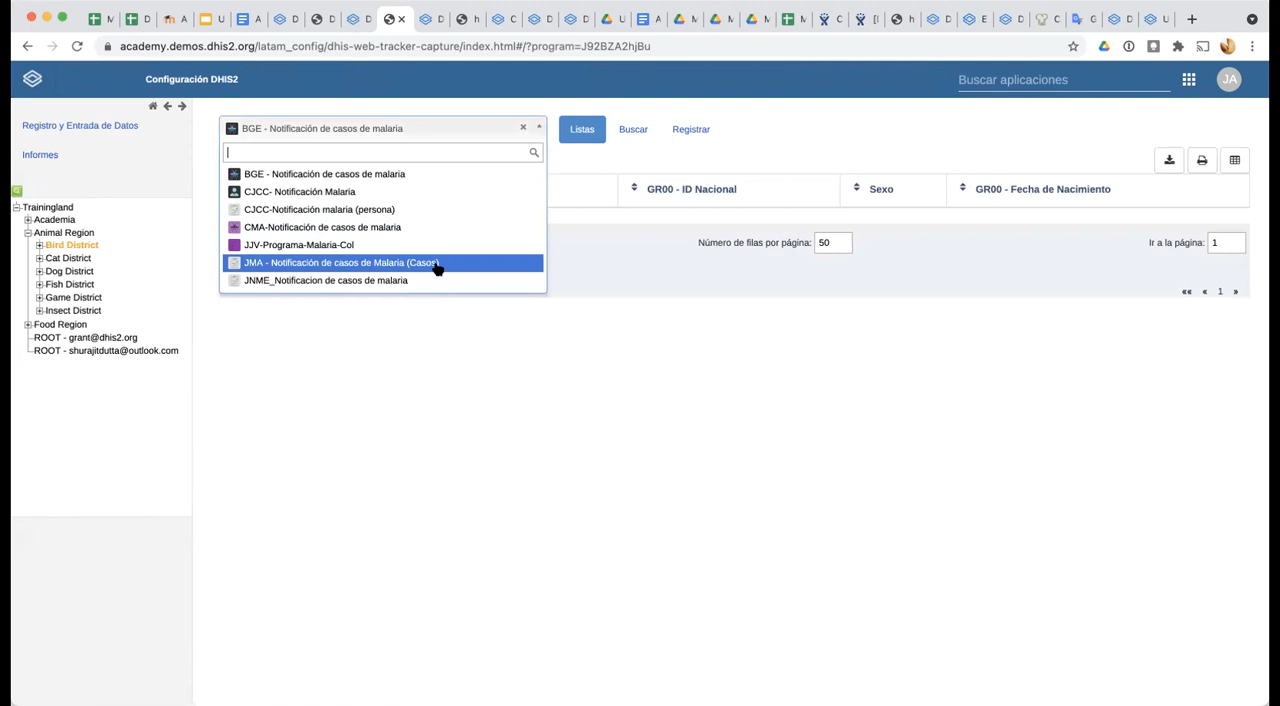 M
D
A
U
A
D
D
D
D
h
C
D
D
U
A
M
M
M
M
C
[I
h
D
E
D
C
G
D
U
academy.demos.dhis2.org/latam_config/dhis-web-tracker-capture/index.html#/?program=J92BZA2hjBu
Configuración DHIS2
Buscar aplicaciones
JA
Registro y Entrada de Datos
Informes
Trainingland
Academia
Animal Region
Bird District
Cat District
Dog District
Fish District
Game District
Insect District
Food Region
ROOT - grant@dhis2.org
ROOT - shurajitdutta@outlook.com
BGE - Notificación de casos de malaria
Listas
Buscar
Registrar
BGE - Notificación de casos de malaria
CJCC- Notificación Malaria
CJCC-Notificación malaria (persona)
CMA-Notificación de casos de malaria
JJV-Programa-Malaria-Col
JMA - Notificación de casos de Malaria (Casos)
JNME_Notificacion de casos de malaria
GR00 - ID Nacional
Sexo
GR00 - Fecha de Nacimiento
Número de filas por página: 50
Ir a la página: 1
«« « 1 »